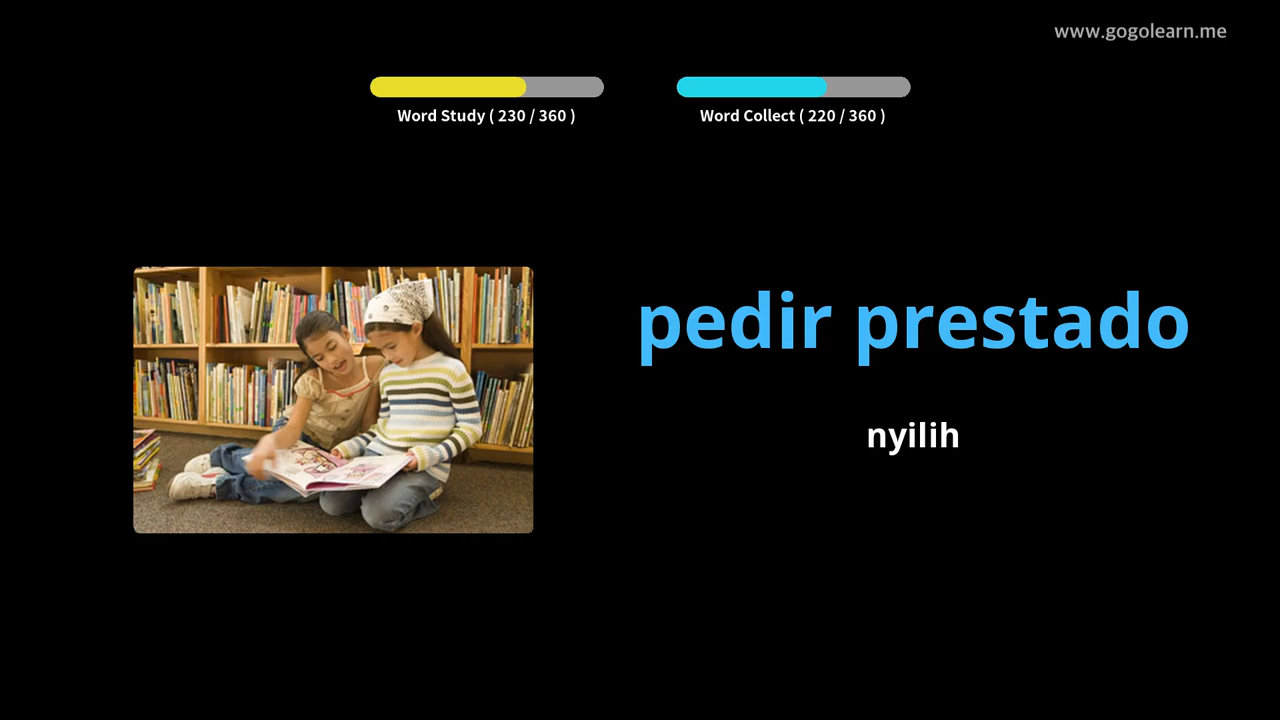 www.gogolearn.me
Word Study ( 230 / 360 )
Word Collect ( 220 / 360 )
pedir prestado
nyilih